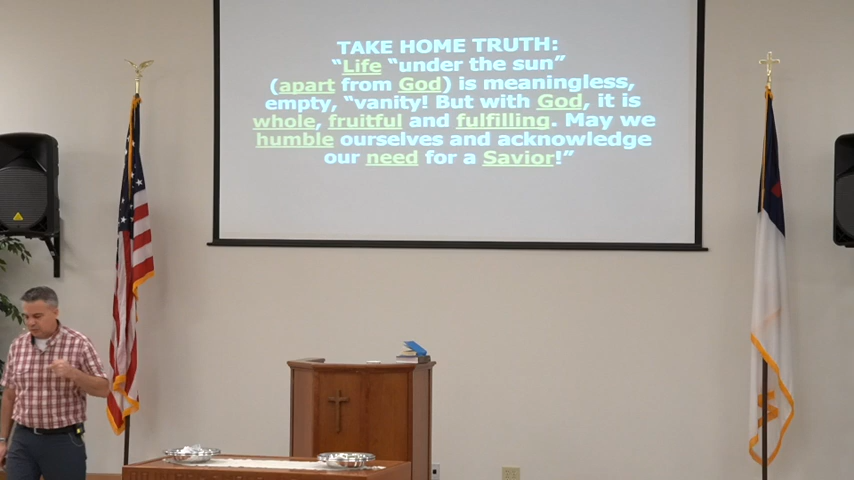 TAKE HOME TRUTH:
“Life “under the sun”
(apart from God) is meaningless,
empty, “vanity! But with God, it is
whole, fruitful and fulfilling. May we
humble ourselves and acknowledge
our need for a Savior!”